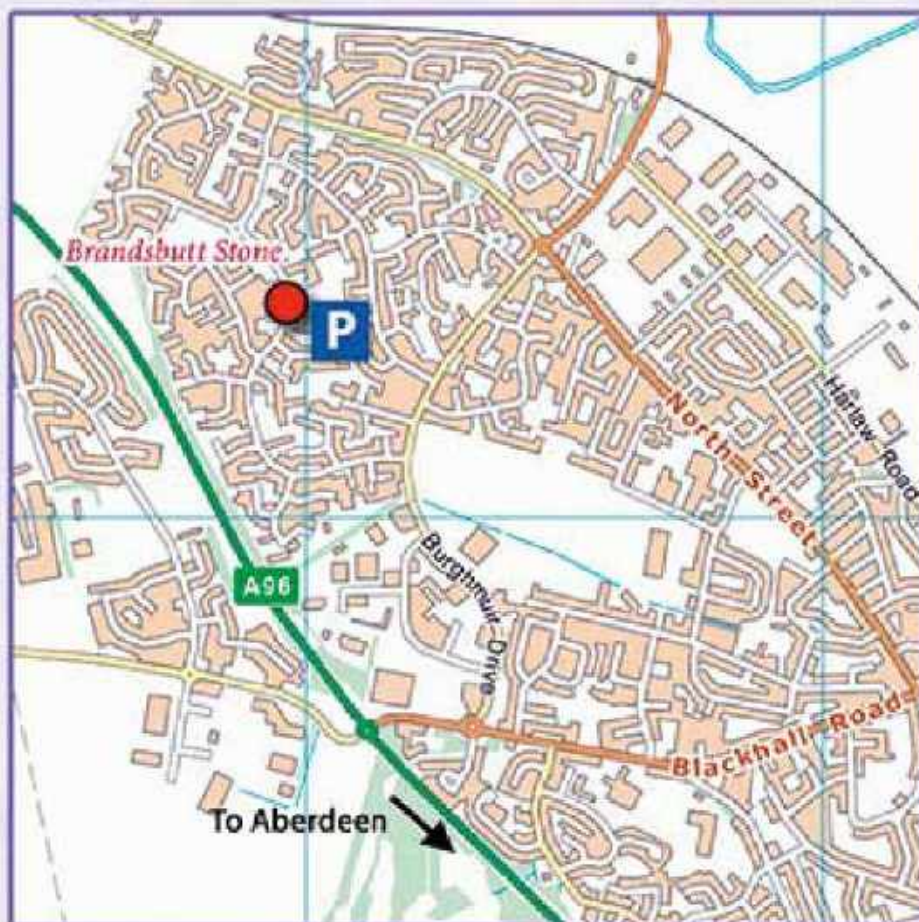 Brandsbutt Stone
P
Harlaw Road
North Street
A96
Burghmuir Drive
Blackhall Road
To Aberdeen